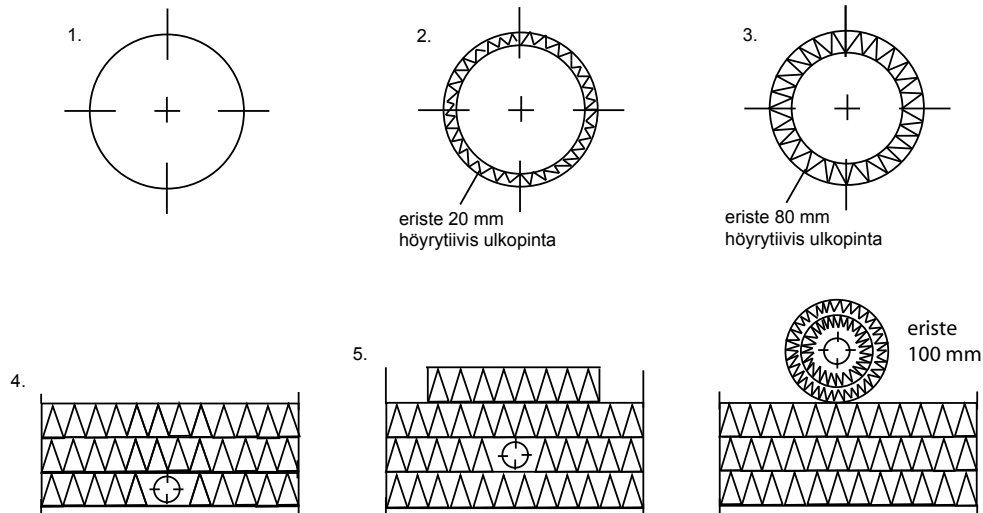 1.
2.
3.
eriste 20 mm
höyrytiivis ulkopinta
eriste 80 mm
höyrytiivis ulkopinta
4.
5.
eriste
100 mm